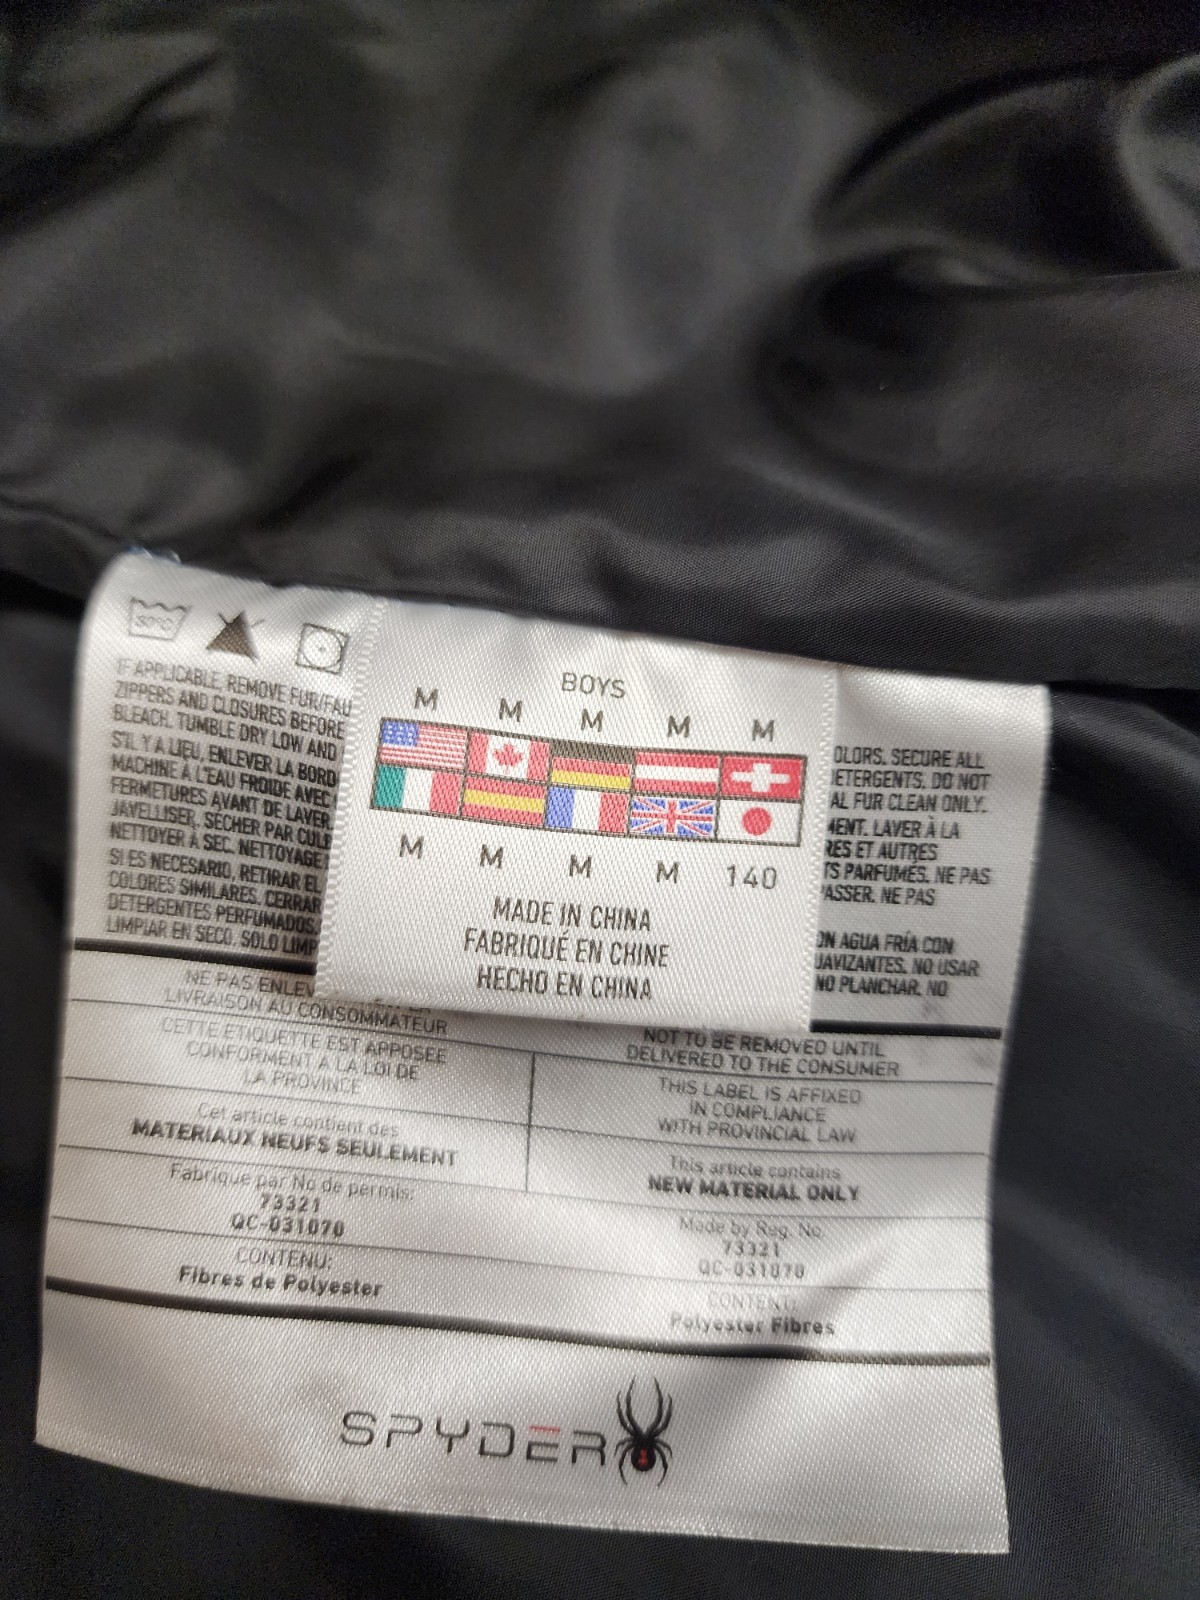 30°C
IF APPLICABLE, REMOVE FUR/FAU
ZIPPERS AND CLOSURES BEFORE
BLEACH. TUMBLE DRY LOW AND
S'IL Y A LIEU, ENLEVER LA BORD
MACHINE À L'EAU FROIDE AVEC
FERMETURES AVANT DE LAVER.
JAVELLISER. SÉCHER PAR CUL
NETTOYER À SEC. NETTOYAGE
SI ES NECESARIO, RETIRAR EL
COLORES SIMILARES. CERRAR
DETERGENTES PERFUMADOS.
LIMPIAR EN SECO. SOLO LIMP
BOYS
M M M M M
M M M M 140
MADE IN CHINA
FABRIQUÉ EN CHINE
HECHO EN CHINA
OLORS. SECURE ALL
ETERGENTS. DO NOT
AL FUR CLEAN ONLY.
MENT. LAVER À LA
RES ET AUTRES
TS PARFUMÉS. NE PAS
ASSER. NE PAS
ON AGUA FRÍA CON
UAVIZANTES. NO USAR
NO PLANCHAR. NO
NE PAS ENLEV
LIVRAISON AU CONSOMMATEUR
CETTE ETIQUETTE EST APPOSEE
CONFORMENT A LA LOI DE
LA PROVINCE
Cet article contient des
MATERIAUX NEUFS SEULEMENT
Fabrique par No de permis:
73321
QC-031070
CONTENU:
Fibres de Polyester
NOT TO BE REMOVED UNTIL
DELIVERED TO THE CONSUMER
THIS LABEL IS AFFIXED
IN COMPLIANCE
WITH PROVINCIAL LAW
This article contains
NEW MATERIAL ONLY
Made by Reg. No.
73321
QC-031070
CONTENT:
Polyester Fibres
SPYDER